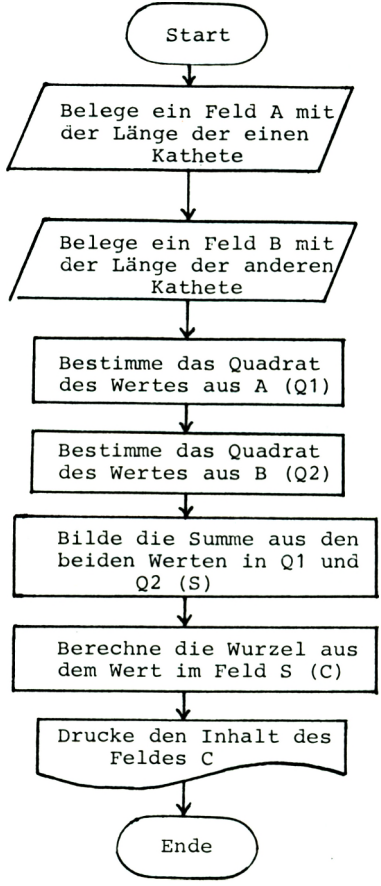 Start
Belege ein Feld A mit
der Länge der einen
Kathete
Belege ein Feld B mit
der Länge der anderen
Kathete
Bestimme das Quadrat
des Wertes aus A (Q1)
Bestimme das Quadrat
des Wertes aus B (Q2)
Bilde die Summe aus den
beiden Werten in Q1 und
Q2 (S)
Berechne die Wurzel aus
dem Wert im Feld S (C)
Drucke den Inhalt des
Feldes C
Ende